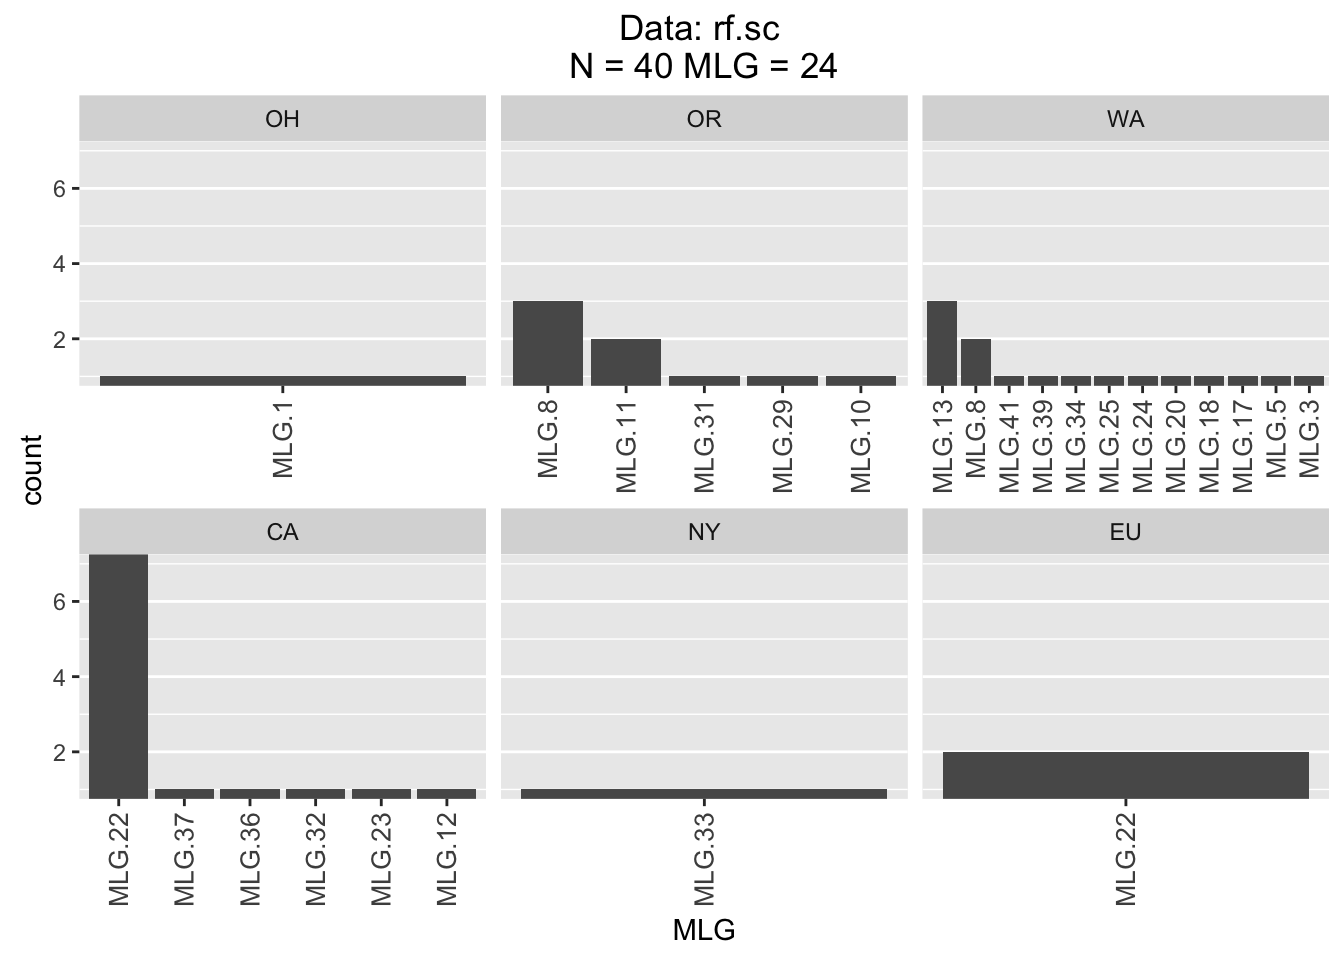 Data: rf.sc
N = 40 MLG = 24
OH
OR
WA
6
4
2
MLG.1
MLG.8
MLG.11
MLG.31
MLG.29
MLG.10
MLG.13
MLG.8
MLG.41
MLG.39
MLG.34
MLG.25
MLG.24
MLG.20
MLG.18
MLG.17
MLG.5
MLG.3
count
CA
NY
EU
6
4
2
MLG.22
MLG.37
MLG.36
MLG.32
MLG.23
MLG.12
MLG.33
MLG.22
MLG